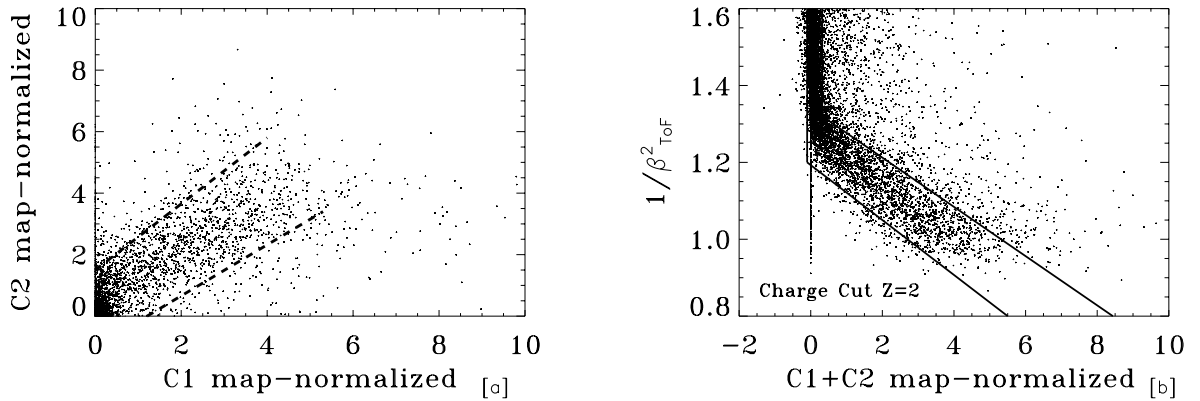 C2 map-normalized
10
8
6
4
2
0
0 2 4 6 8 10
C1 map-normalized [a]
1/β²ToF
1.6
1.4
1.2
1.0
0.8
Charge Cut Z=2
-2 0 2 4 6 8 10
C1+C2 map-normalized [b]